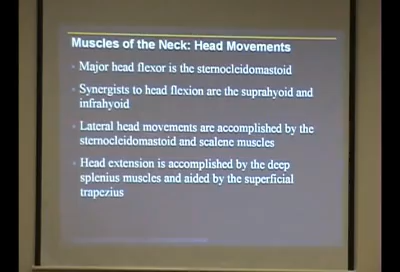 Muscles of the Neck: Head Movements
Major head flexor is the sternocleidomastoid
Synergists to head flexion are the suprahyoid and
infrahyoid
Lateral head movements are accomplished by the
sternocleidomastoid and scalene muscles
Head extension is accomplished by the deep
splenius muscles and aided by the superficial
trapezius